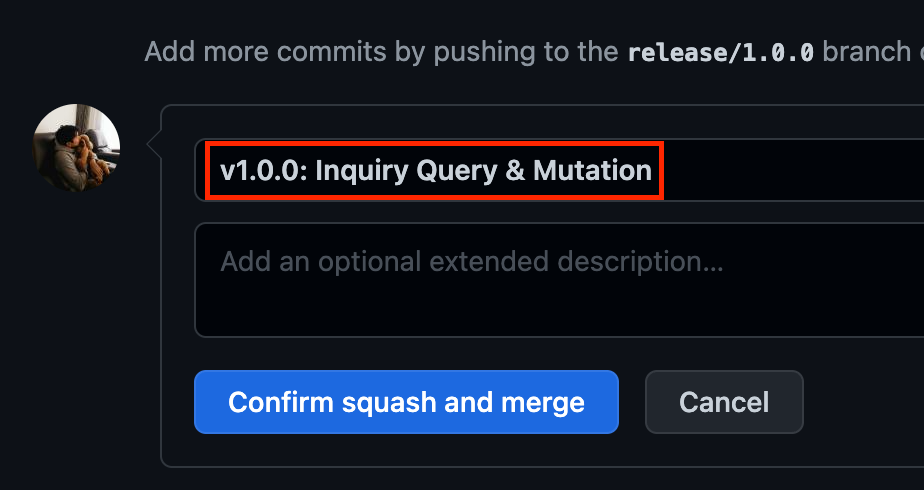 Add more commits by pushing to the release/1.0.0 branch
v1.0.0: Inquiry Query & Mutation
Add an optional extended description...
Confirm squash and merge
Cancel